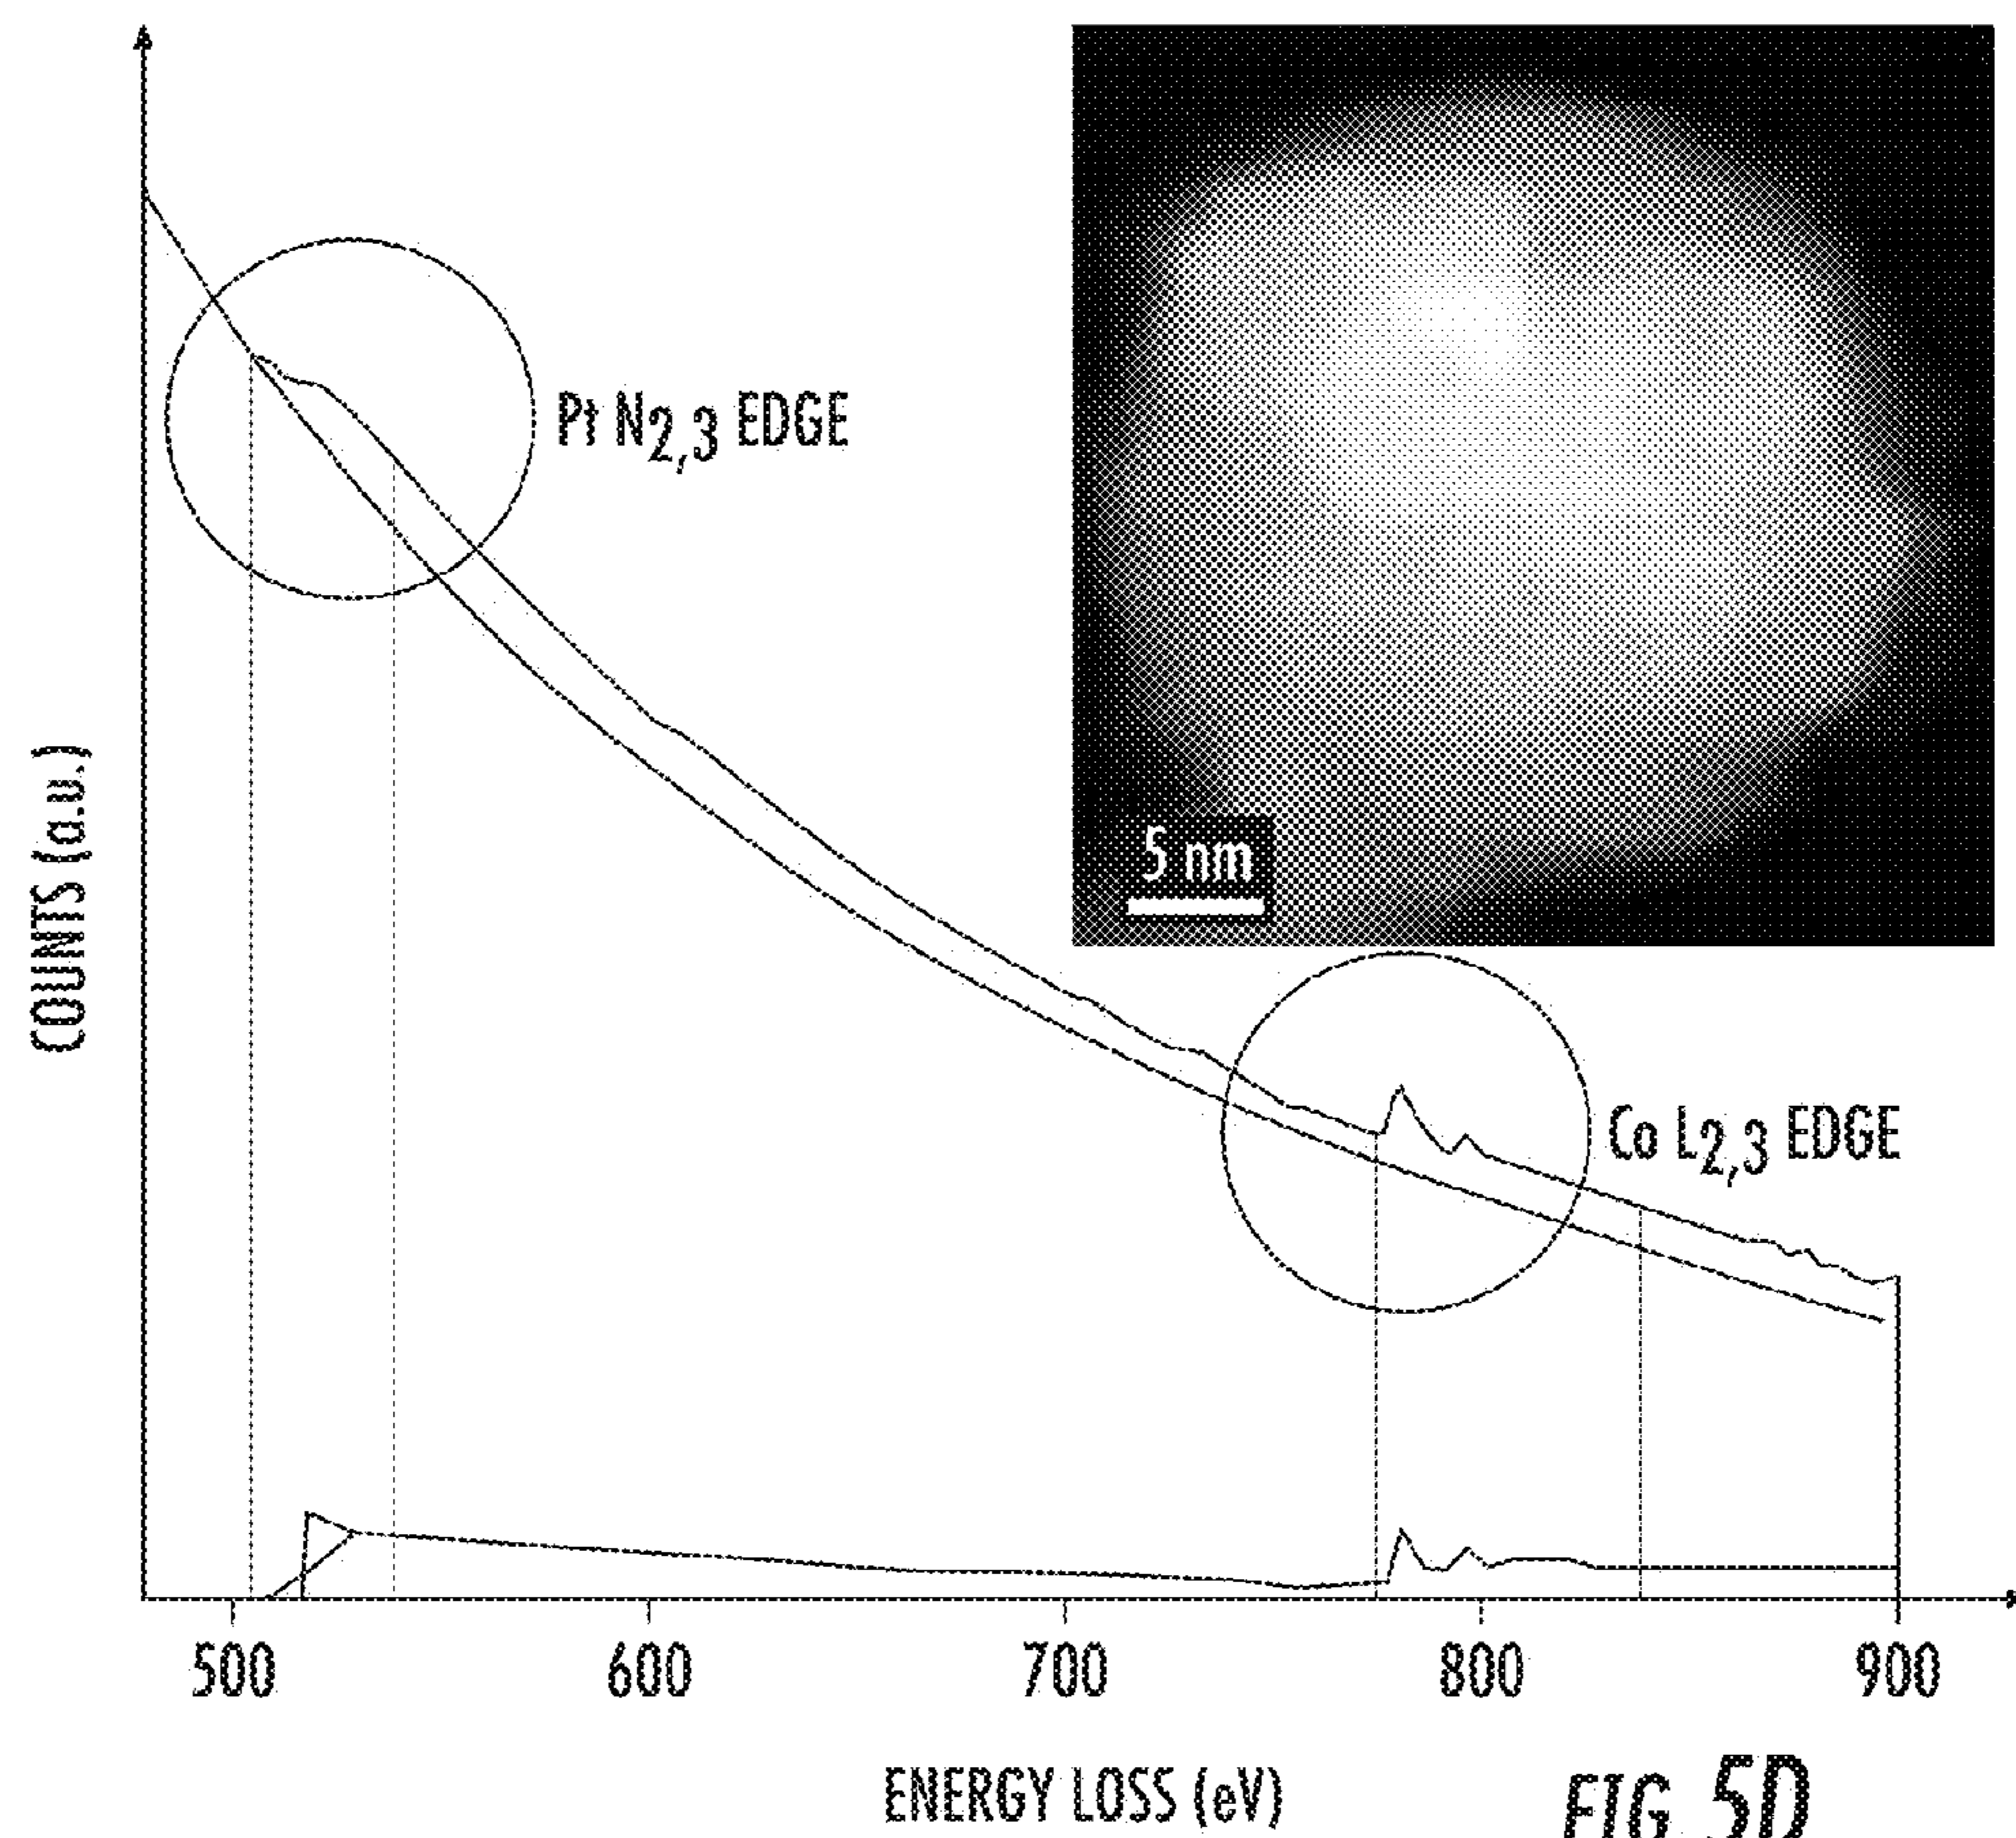 Pt N2,3 EDGE
5 nm
COUNTS (a.u.)
Co L2,3 EDGE
500 600 700 800 900
ENERGY LOSS (eV)
FIG. 5D